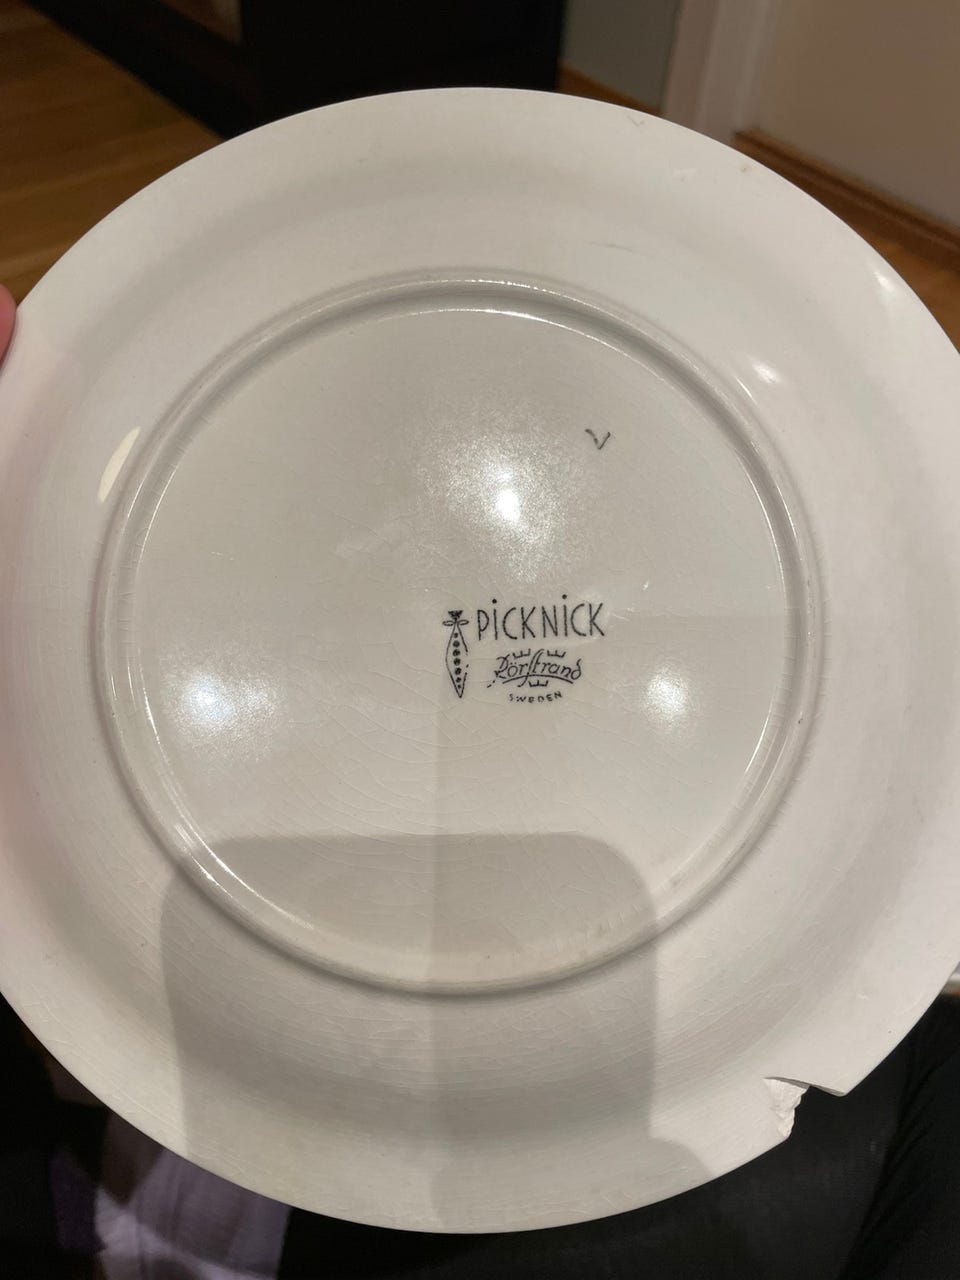 V
PiCKNiCK
Rörstrand
SWEDEN